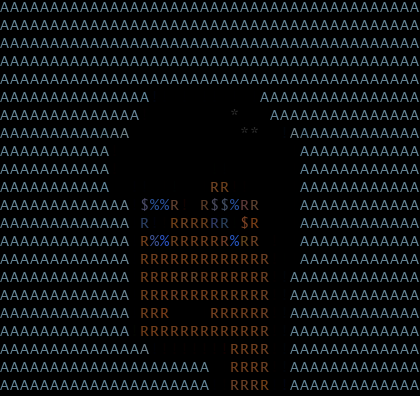 AAAAAAAAAAAAAAAAAAAAAAAAAAAAAAAAAAAAAAAAAA
AAAAAAAAAAAAAAAAAAAAAAAAAAAAAAAAAAAAAAAAAA
AAAAAAAAAAAAAAAAAAAAAAAAAAAAAAAAAAAAAAAAAA
AAAAAAAAAAAAAAAAAAAAAAAAAAAAAAAAAAAAAAAAAA
AAAAAAAAAAAAAAAAAAAAAAAAAAAAAAAAAAAAAAAAAA
AAAAAAAAAAAAAAA           AAAAAAAAAAAAAAAA
AAAAAAAAAAAAAA         *   AAAAAAAAAAAAAAA
AAAAAAAAAAAAA           **   AAAAAAAAAAAAA
AAAAAAAAAAA                   AAAAAAAAAAAA
AAAAAAAAAAA                   AAAAAAAAAAAA
AAAAAAAAAAA          RR       AAAAAAAAAAAA
AAAAAAAAAAAAA $%%R  R$$%RR    AAAAAAAAAAAA
AAAAAAAAAAAAA R  RRRRRR $R    AAAAAAAAAAAA
AAAAAAAAAAAAA R%%RRRRRR%RR    AAAAAAAAAAAA
AAAAAAAAAAAAA RRRRRRRRRRRRR   AAAAAAAAAAAA
AAAAAAAAAAAAA RRRRRRRRRRRRR  AAAAAAAAAAAAA
AAAAAAAAAAAAA RRRRRRRRRRRRR  AAAAAAAAAAAAA
AAAAAAAAAAAAA RRR    RRRRRR  AAAAAAAAAAAAA
AAAAAAAAAAAAA RRRRRRRRRRRRR  AAAAAAAAAAAAA
AAAAAAAAAAAAAAA        RRRR  AAAAAAAAAAAAA
AAAAAAAAAAAAAAAAAAAAA  RRRR  AAAAAAAAAAAAA
AAAAAAAAAAAAAAAAAAAAA  RRRR  AAAAAAAAAAAAA